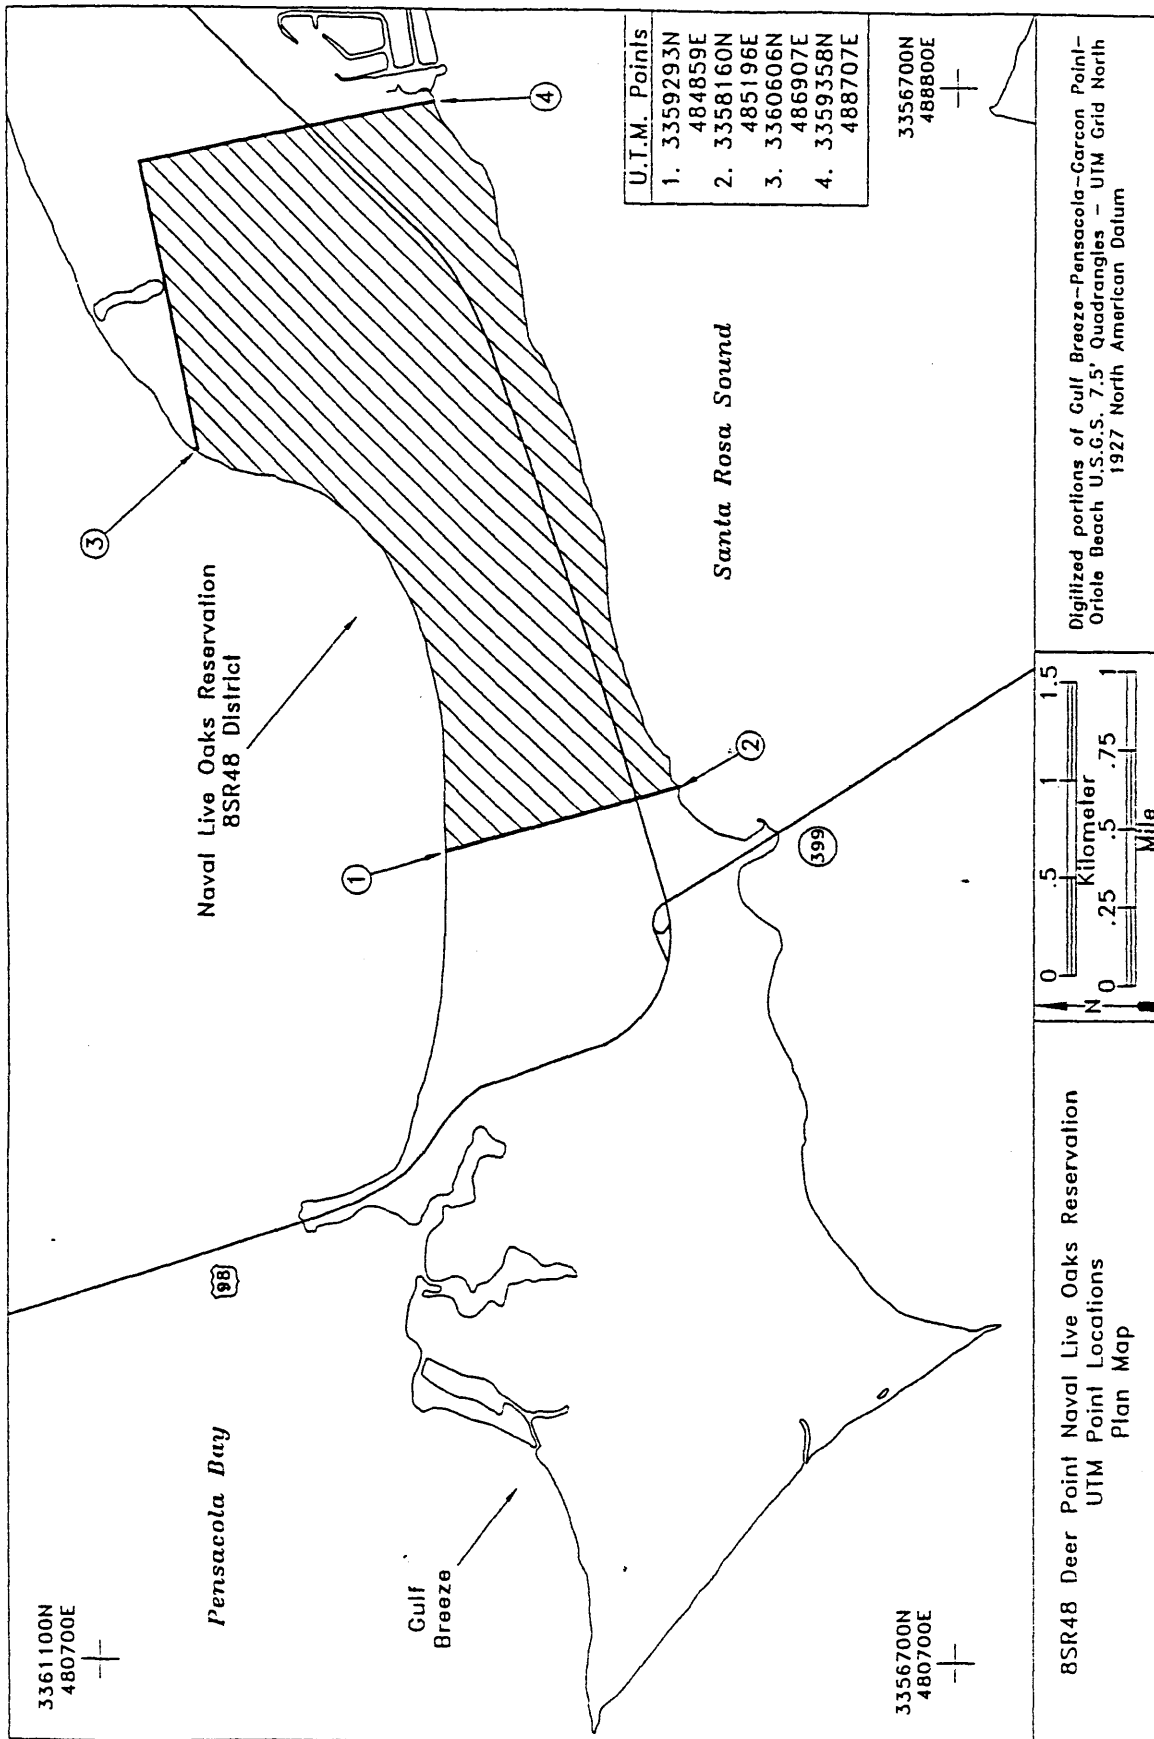 3361100N
480700E
Pensacola Bay
98
Naval Live Oaks Reservation
8SR48 District
3
1
4
2
Gulf
Breeze
399
Santa Rosa Sound
U.T.M. Points
1. 3359293N
484859E
2. 3358160N
485196E
3. 3360606N
486907E
4. 3359358N
488707E
3356700N
480700E
3356700N
488800E
8SR48 Deer Point Naval Live Oaks Reservation
UTM Point Locations
Plan Map
N
0 .5 1 1.5
Kilometer
0 .25 .5 .75 1
Mile
Digitized portions of Gulf Breeze-Pensacola-Garcon Point-
Oriole Beach U.S.G.S. 7.5' Quadrangles - UTM Grid North
1927 North American Datum